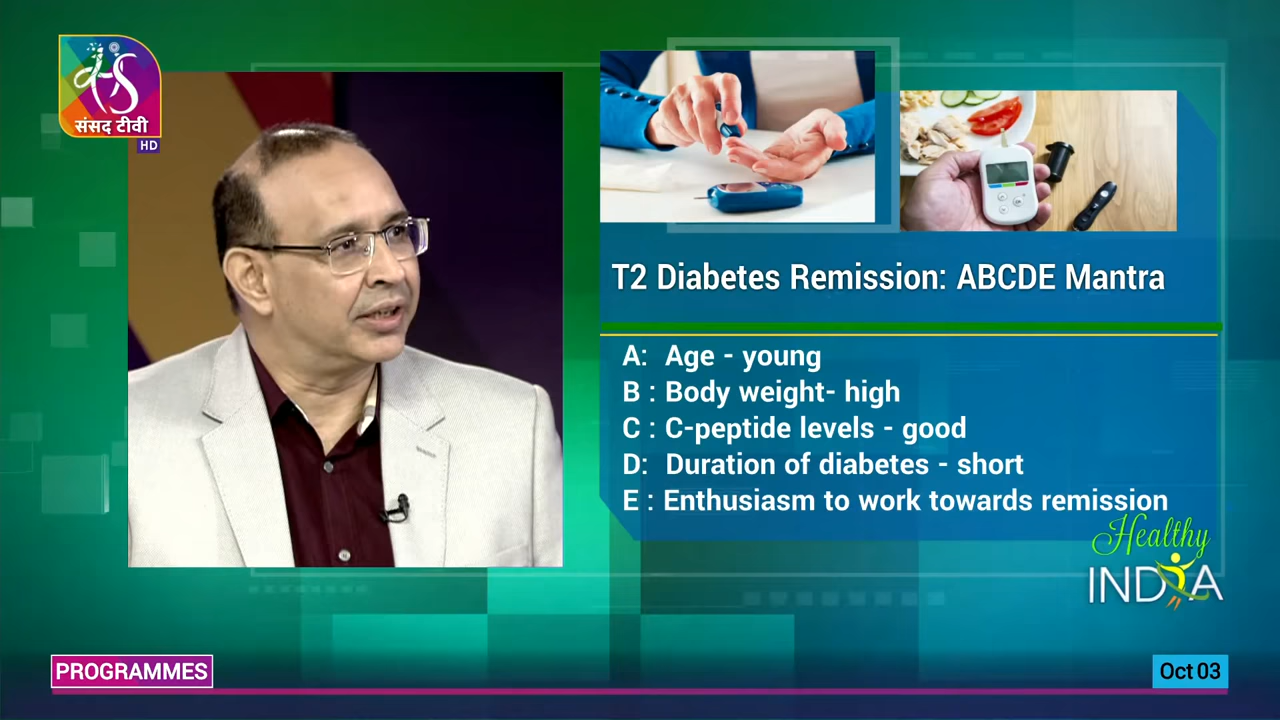 संसद टीवी
HD
T2 Diabetes Remission: ABCDE Mantra
A: Age - young
B : Body weight- high
C : C-peptide levels - good
D: Duration of diabetes - short
E : Enthusiasm to work towards remission
Healthy
INDIA
PROGRAMMES
Oct 03